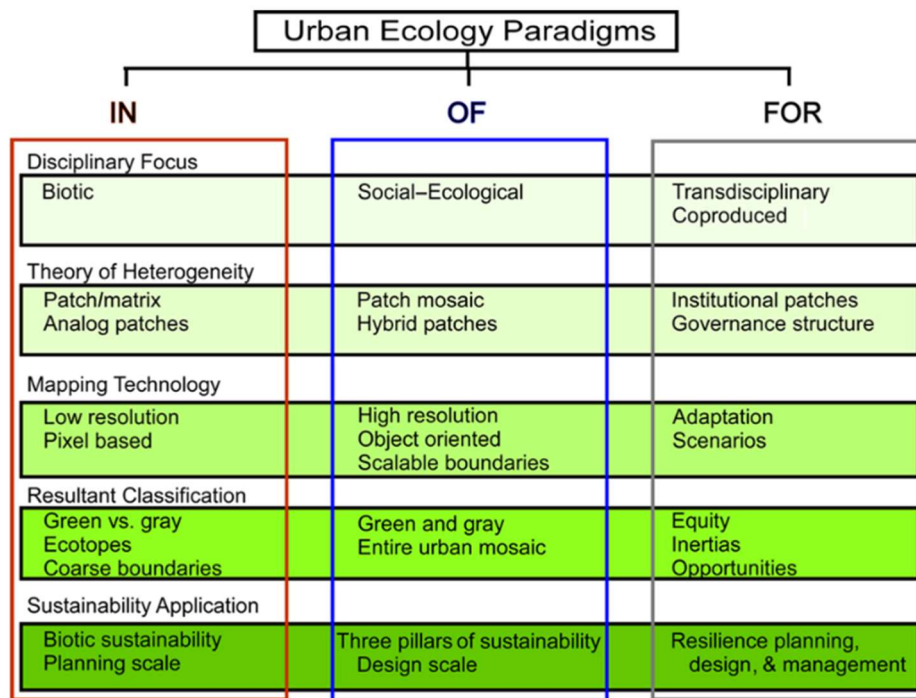 Urban Ecology Paradigms
IN OF FOR
Disciplinary Focus
Biotic Social–Ecological Transdisciplinary
Coproduced
Theory of Heterogeneity
Patch/matrix Patch mosaic Institutional patches
Analog patches Hybrid patches Governance structure
Mapping Technology
Low resolution High resolution Adaptation
Pixel based Object oriented Scenarios
Scalable boundaries
Resultant Classification
Green vs. gray Green and gray Equity
Ecotopes Entire urban mosaic Inertias
Coarse boundaries Opportunities
Sustainability Application
Biotic sustainability Three pillars of sustainability Resilience planning,
Planning scale Design scale design, & management